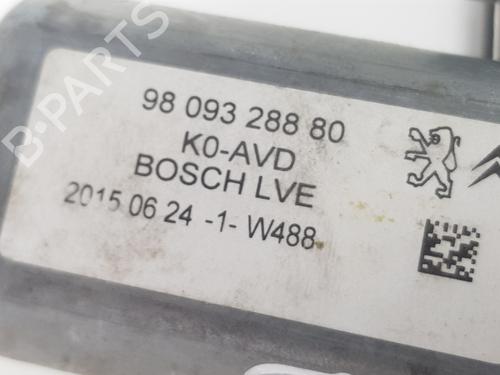 98 093 288 80
K0-AVD
BOSCH LVE
2015 06 24 -1- W488
B-PARTS